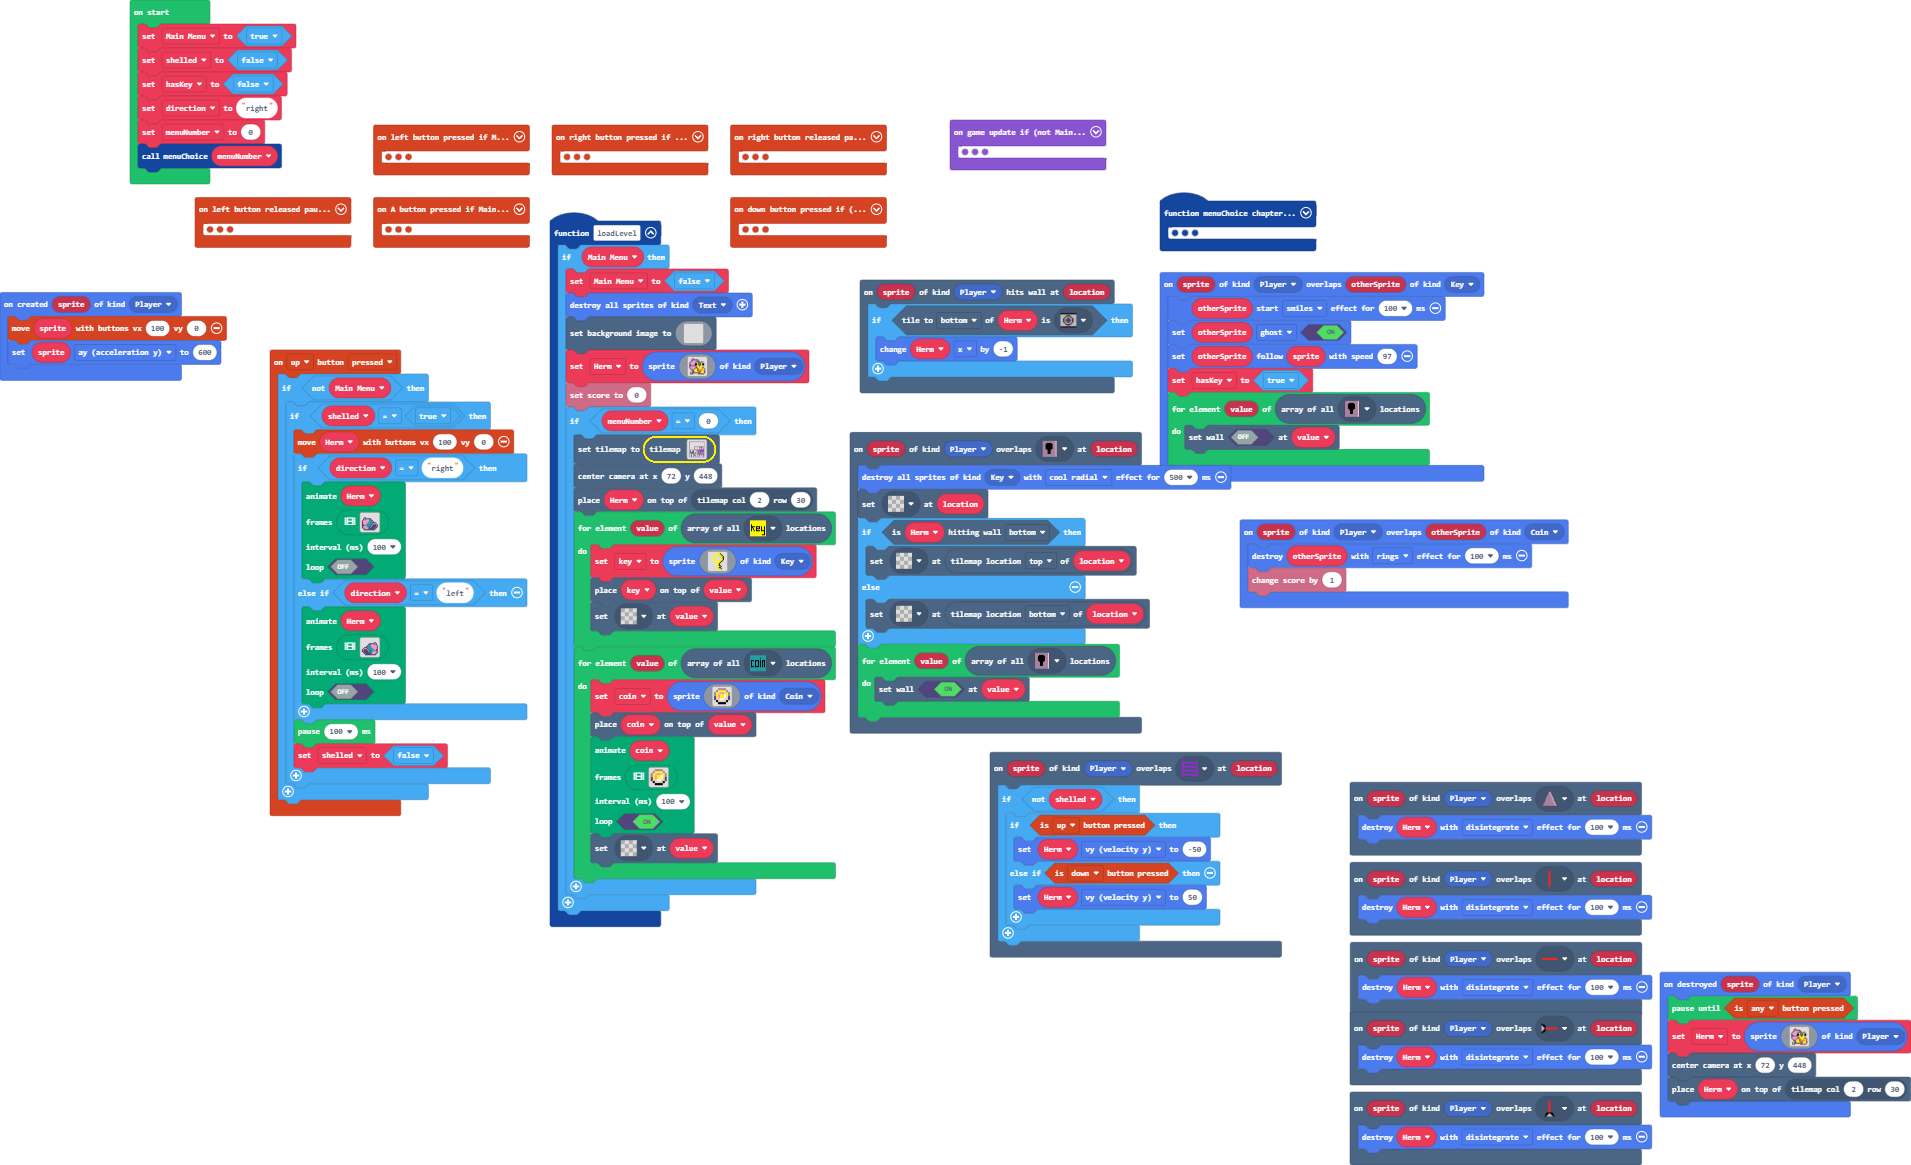 on start
set Main Menu to true
set shelled to false
set hasKey to false
set direction to "right"
set menuNumber to 0
call menuChoice menuNumber
on left button pressed if M...
on right button pressed if ...
on right button released pa...
on game update if (not Main...
on left button released pau...
on A button pressed if Main...
on down button pressed if (...
function menuChoice chapter...
on created sprite of kind Player
move sprite with buttons vx 100 vy 0
set sprite ay (acceleration y) to 600
on up button pressed
if not Main Menu then
if shelled = true then
move Herm with buttons vx 100 vy 0
if direction = "right" then
animate Herm
frames
interval (ms) 100
loop OFF
else if direction = "left" then
animate Herm
frames
interval (ms) 100
loop OFF
pause 100 ms
set shelled to false
function loadLevel
if Main Menu then
set Main Menu to false
destroy all sprites of kind Text
set background image to
set Herm to sprite of kind Player
set score to 0
if menuNumber = 0 then
set tilemap to tilemap
center camera at x 72 y 448
place Herm on top of tilemap col 2 row 30
for element value of array of all key locations
do
set key to sprite of kind Key
place key on top of value
set at value
for element value of array of all coin locations
do
set coin to sprite of kind Coin
place coin on top of value
animate coin
frames
interval (ms) 100
loop ON
set at value
on sprite of kind Player hits wall at location
if tile to bottom of Herm is then
change Herm x by -1
on sprite of kind Player overlaps otherSprite of kind Key
otherSprite start smiles effect for 100 ms
set otherSprite ghost ON
set otherSprite follow sprite with speed 97
set hasKey to true
for element value of array of all locations
do set wall OFF at value
on sprite of kind Player overlaps at location
destroy all sprites of kind Key with cool radial effect for 500 ms
set at location
if is Herm hitting wall bottom then
set at tilemap location top of location
else
set at tilemap location bottom of location
for element value of array of all locations
do set wall ON at value
on sprite of kind Player overlaps otherSprite of kind Coin
destroy otherSprite with rings effect for 100 ms
change score by 1
on sprite of kind Player overlaps at location
if not shelled then
if is up button pressed then
set Herm vy (velocity y) to -50
else if is down button pressed then
set Herm vy (velocity y) to 50
on sprite of kind Player overlaps at location
destroy Herm with disintegrate effect for 100 ms
on sprite of kind Player overlaps at location
destroy Herm with disintegrate effect for 100 ms
on sprite of kind Player overlaps at location
destroy Herm with disintegrate effect for 100 ms
on sprite of kind Player overlaps at location
destroy Herm with disintegrate effect for 100 ms
on sprite of kind Player overlaps at location
destroy Herm with disintegrate effect for 100 ms
on destroyed sprite of kind Player
pause until is any button pressed
set Herm to sprite of kind Player
center camera at x 72 y 448
place Herm on top of tilemap col 2 row 30